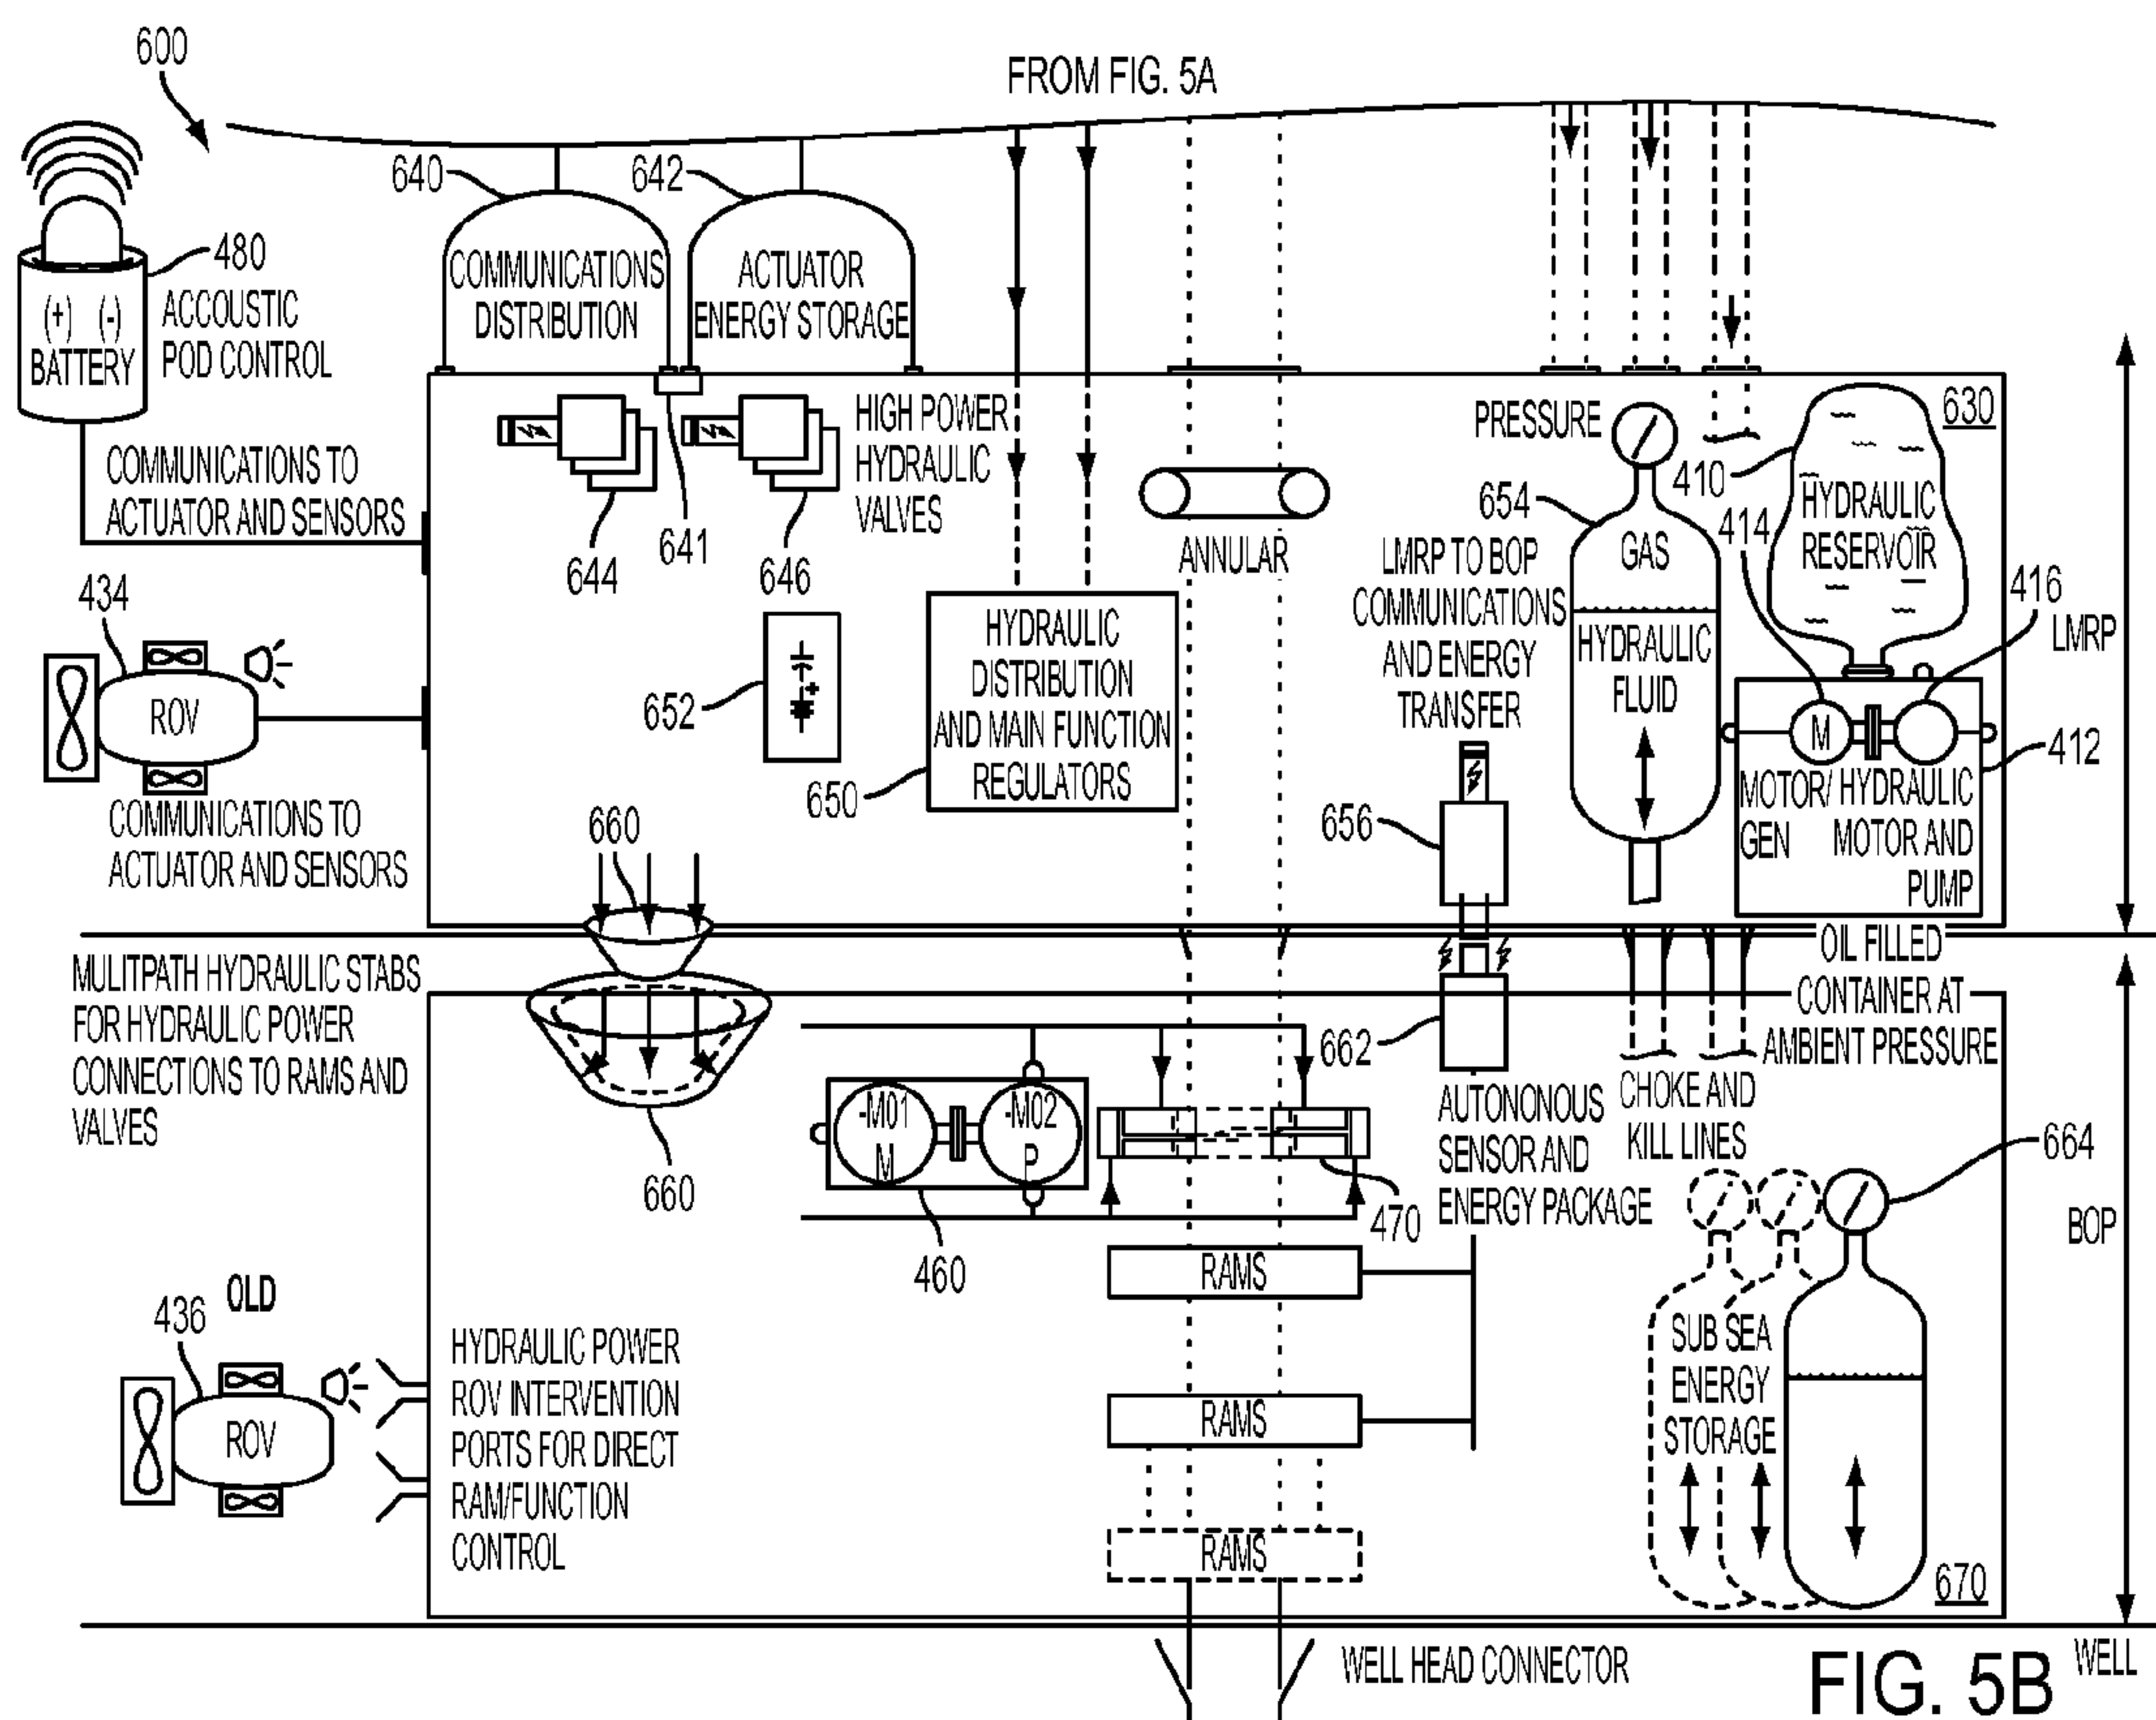 600
FROM FIG. 5A
640
642
480
COMMUNICATIONS
DISTRIBUTION
ACTUATOR
ENERGY STORAGE
(+) (-)
BATTERY
ACCOUSTIC
POD CONTROL
COMMUNICATIONS TO
ACTUATOR AND SENSORS
644
641
646
HIGH POWER
HYDRAULIC
VALVES
ANNULAR
PRESSURE
630
410
654
414
GAS
HYDRAULIC
RESERVOIR
416
LMRP
LMRP TO BOP
COMMUNICATIONS
AND ENERGY
TRANSFER
HYDRAULIC
FLUID
434
ROV
COMMUNICATIONS TO
ACTUATOR AND SENSORS
652
650
HYDRAULIC
DISTRIBUTION
AND MAIN FUNCTION
REGULATORS
656
M
412
MOTOR/
GEN
HYDRAULIC
MOTOR AND
PUMP
660
OIL FILLED
CONTAINER AT
AMBIENT PRESSURE
MULITPATH HYDRAULIC STABS
FOR HYDRAULIC POWER
CONNECTIONS TO RAMS AND
VALVES
660
-M01
M
-M02
P
460
470
662
AUTONONOUS
SENSOR AND
ENERGY PACKAGE
CHOKE AND
KILL LINES
664
BOP
RAMS
RAMS
RAMS
SUB SEA
ENERGY
STORAGE
670
OLD
436
ROV
HYDRAULIC POWER
ROV INTERVENTION
PORTS FOR DIRECT
RAM/FUNCTION
CONTROL
WELL HEAD CONNECTOR
FIG. 5B
WELL